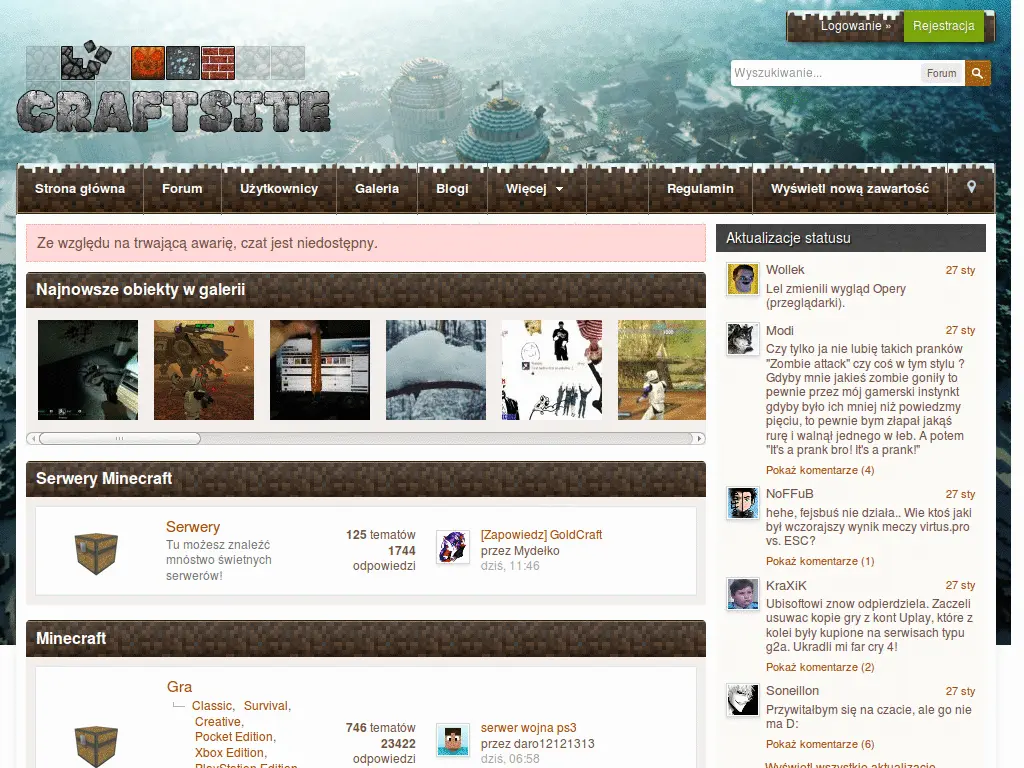 Logowanie »
Rejestracja
Wyszukiwanie...
Forum
CRAFTSITE
Strona główna
Forum
Użytkownicy
Galeria
Blogi
Więcej
Regulamin
Wyświetl nową zawartość
Ze względu na trwającą awarię, czat jest niedostępny.
Najnowsze obiekty w galerii
Serwery Minecraft
Serwery
Tu możesz znaleźć
mnóstwo świetnych
serwerów!
125 tematów
1744
odpowiedzi
[Zapowiedz] GoldCraft
przez Mydełko
dziś, 11:46
Minecraft
Gra
Classic, Survival,
Creative,
Pocket Edition,
Xbox Edition,
PlayStation Edition
746 tematów
23422
odpowiedzi
serwer wojna ps3
przez daro12121313
dziś, 06:58
Aktualizacje statusu
Wollek
27 sty
Lel zmienili wygląd Opery
(przeglądarki).
Modi
27 sty
Czy tylko ja nie lubię takich pranków
"Zombie attack" czy coś w tym stylu ?
Gdyby mnie jakieś zombie goniły to
pewnie przez mój gamerski instynkt
gdyby było ich mniej niż powiedzmy
pięciu, to pewnie bym złapał jakąś
rurę i walnął jednego w łeb. A potem
"It's a prank bro! It's a prank!"
Pokaż komentarze (4)
NoFFuB
27 sty
hehe, fejsbuś nie działa.. Wie ktoś jaki
był wczorajszy wynik meczy virtus.pro
vs. ESC?
Pokaż komentarze (1)
KraXiK
27 sty
Ubisoftowi znow odpierdziela. Zaczeli
usuwac kopie gry z kont Uplay, które z
kolei były kupione na serwisach typu
g2a. Ukradli mi far cry 4!
Pokaż komentarze (2)
Soneillon
27 sty
Przywitałbym się na czacie, ale go nie
ma D:
Pokaż komentarze (6)
Wyświetl wszystkie aktualizacje